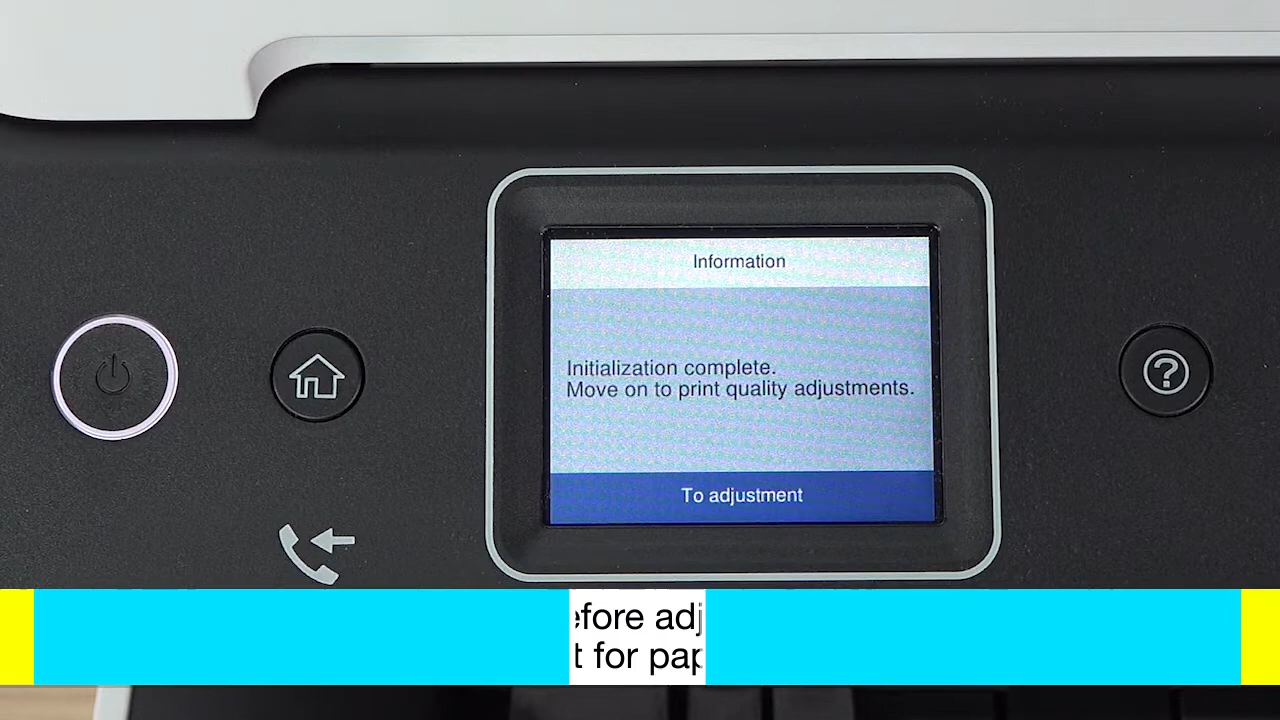 Information
Initialization complete.
Move on to print quality adjustments.
To adjustment
efore adj
t for pap